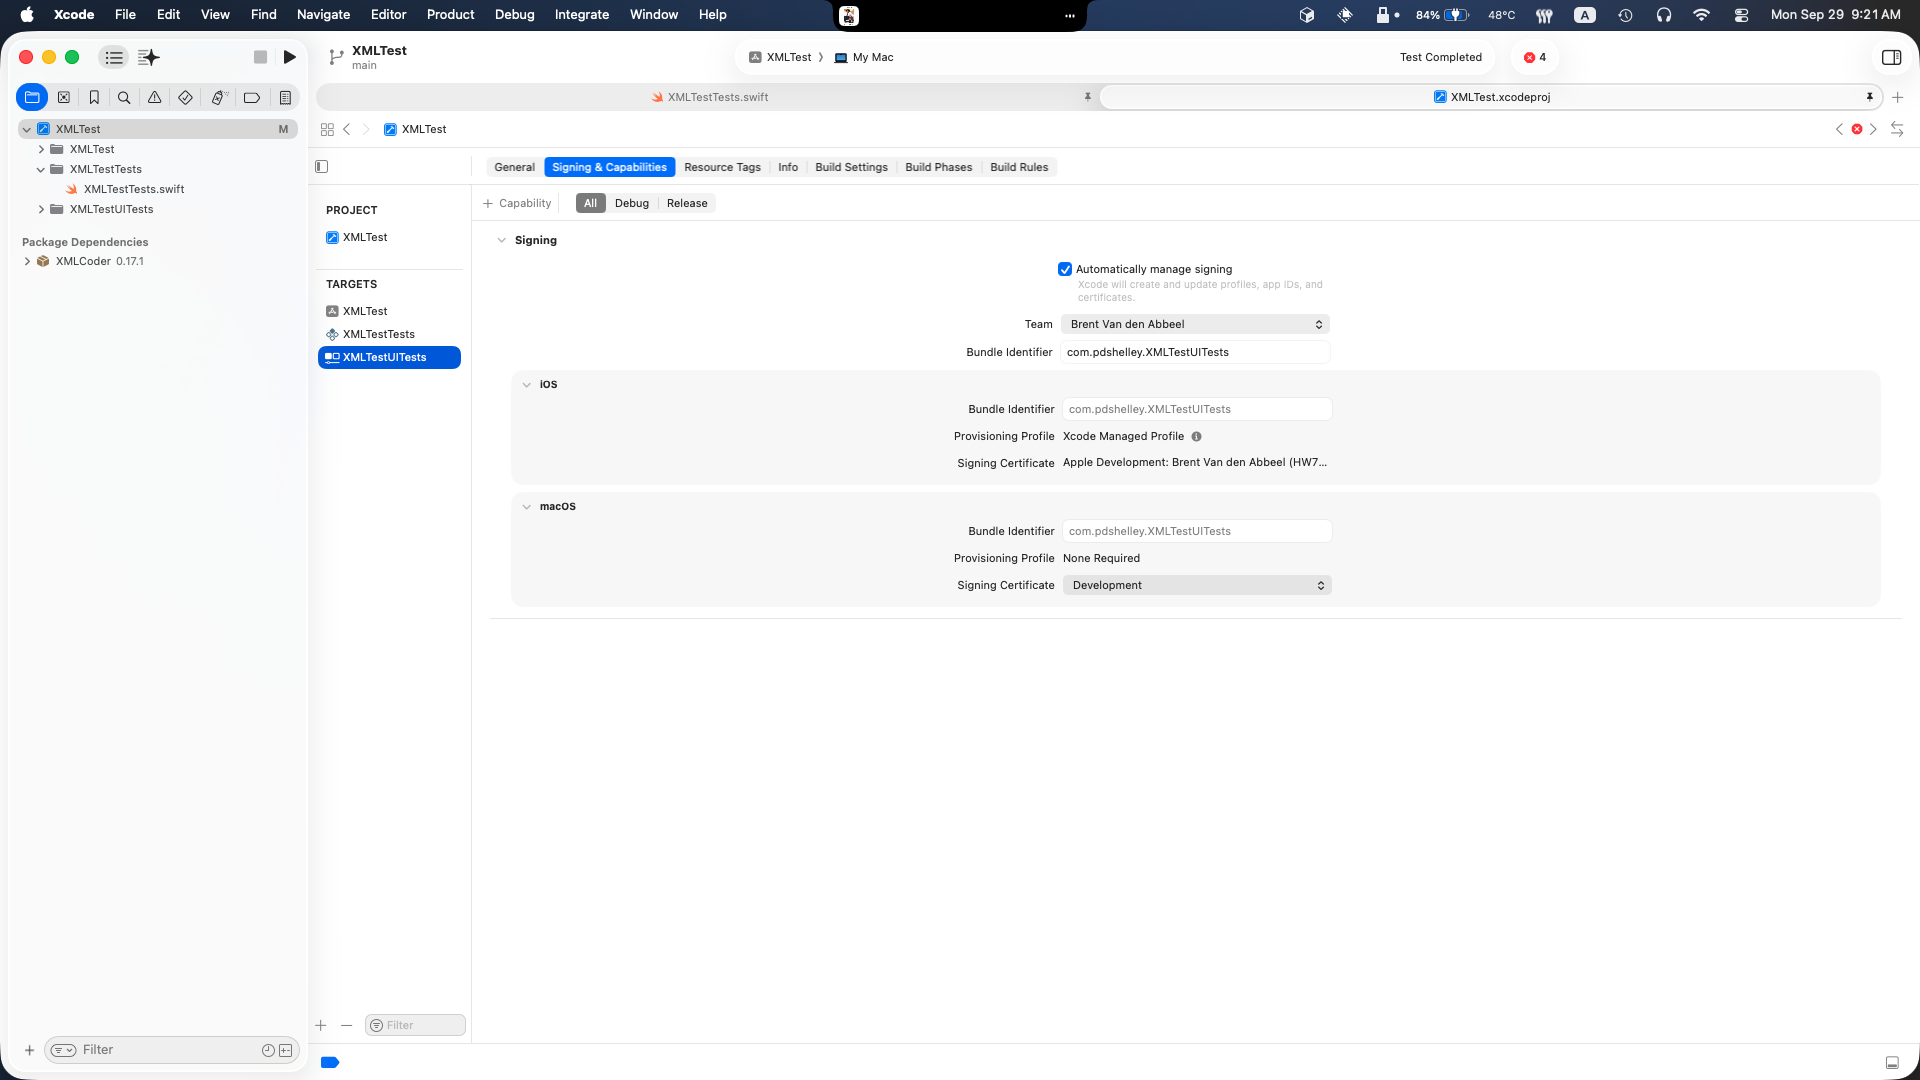 Xcode File Edit View Find Navigate Editor Product Debug Integrate Window Help
84% 48°C A Mon Sep 29 9:21 AM
XMLTest
main
XMLTest My Mac
Test Completed
4
XMLTestTests.swift
XMLTest.xcodeproj
XMLTest M
XMLTest
XMLTestTests
XMLTestTests.swift
XMLTestUITests
Package Dependencies
XMLCoder 0.17.1
Filter
XMLTest
General Signing & Capabilities Resource Tags Info Build Settings Build Phases Build Rules
PROJECT
XMLTest
TARGETS
XMLTest
XMLTestTests
XMLTestUITests
Filter
+ Capability All Debug Release
Signing
Automatically manage signing
Xcode will create and update profiles, app IDs, and
certificates.
Team Brent Van den Abbeel
Bundle Identifier com.pdshelley.XMLTestUITests
iOS
Bundle Identifier com.pdshelley.XMLTestUITests
Provisioning Profile Xcode Managed Profile
Signing Certificate Apple Development: Brent Van den Abbeel (HW7...
macOS
Bundle Identifier com.pdshelley.XMLTestUITests
Provisioning Profile None Required
Signing Certificate Development